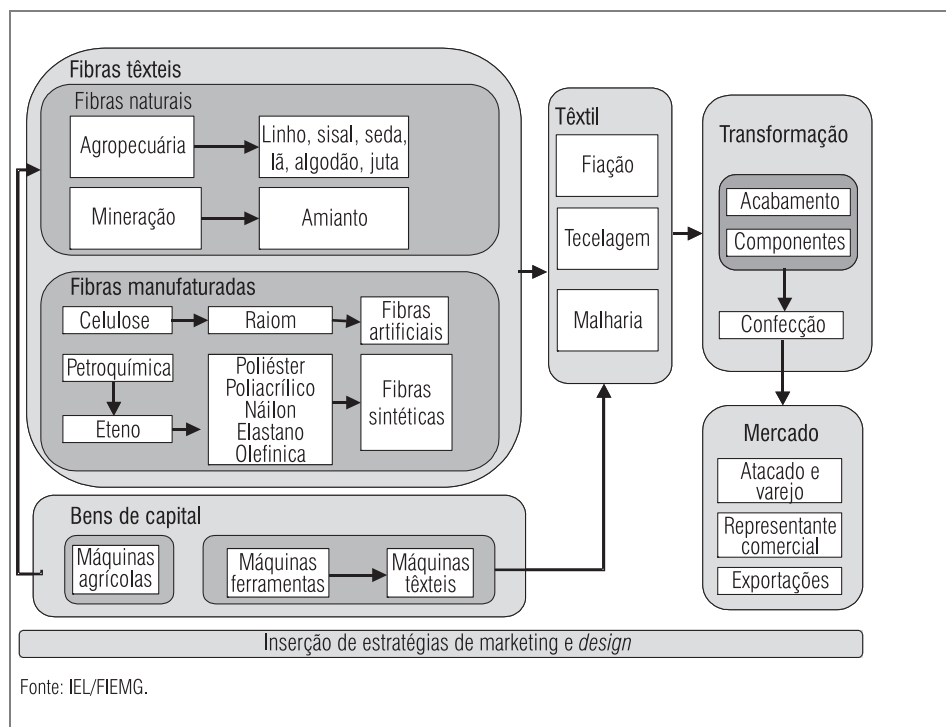 Fibras têxteis
Fibras naturais
Agropecuária
Linho, sisal, seda,
lã, algodão, juta
Mineração
Amianto
Fibras manufaturadas
Celulose
Raiom
Fibras
artificiais
Petroquímica
Eteno
Poliéster
Poliacrílico
Náilon
Elastano
Olefinica
Fibras
sintéticas
Bens de capital
Máquinas
agrícolas
Máquinas
ferramentas
Máquinas
têxteis
Têxtil
Fiação
Tecelagem
Malharia
Transformação
Acabamento
Componentes
Confecção
Mercado
Atacado e
varejo
Representante
comercial
Exportações
Inserção de estratégias de marketing e design
Fonte: IEL/FIEMG.